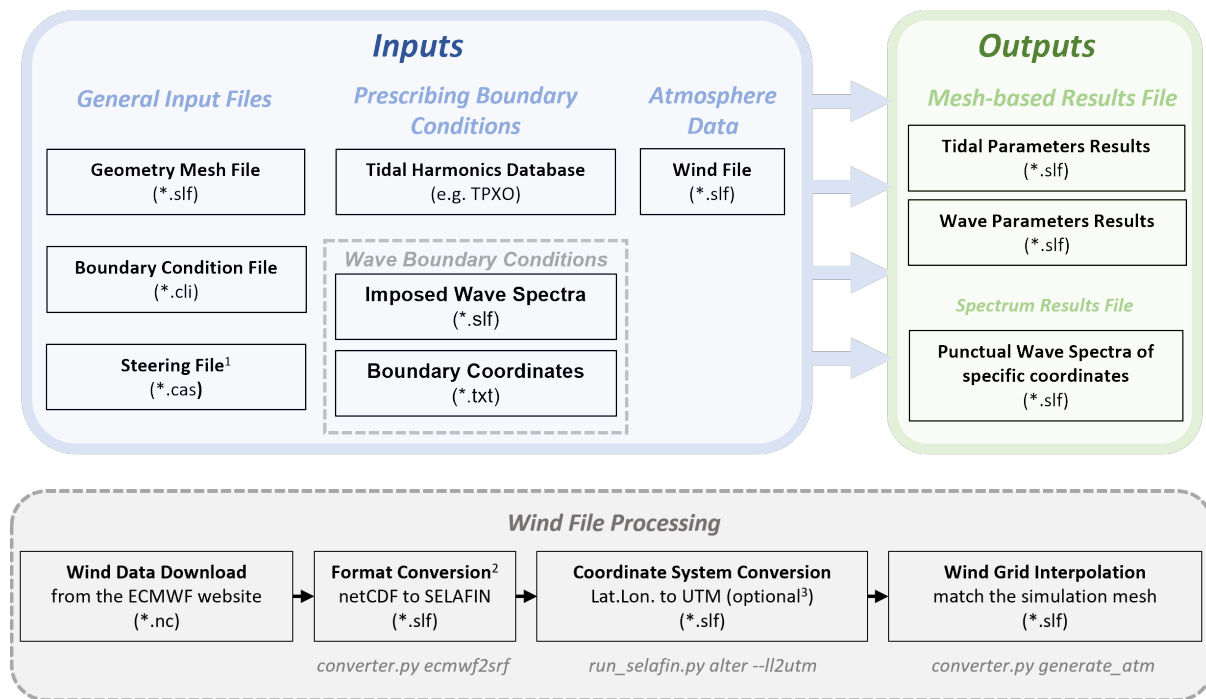 Inputs
General Input Files
Prescribing Boundary
Conditions
Atmosphere
Data
Geometry Mesh File
(*.slf)
Boundary Condition File
(*.cli)
Steering File¹
(*.cas)
Tidal Harmonics Database
(e.g. TPXO)
Wave Boundary Conditions
Imposed Wave Spectra
(*.slf)
Boundary Coordinates
(*.txt)
Wind File
(*.slf)
Outputs
Mesh-based Results File
Tidal Parameters Results
(*.slf)
Wave Parameters Results
(*.slf)
Spectrum Results File
Punctual Wave Spectra of
specific coordinates
(*.slf)
Wind File Processing
Wind Data Download
from the ECMWF website
(*.nc)
Format Conversion²
netCDF to SELAFIN
(*.slf)
converter.py ecmwf2srf
Coordinate System Conversion
Lat.Lon. to UTM (optional³)
(*.slf)
run_selafin.py alter --ll2utm
Wind Grid Interpolation
match the simulation mesh
(*.slf)
converter.py generate_atm